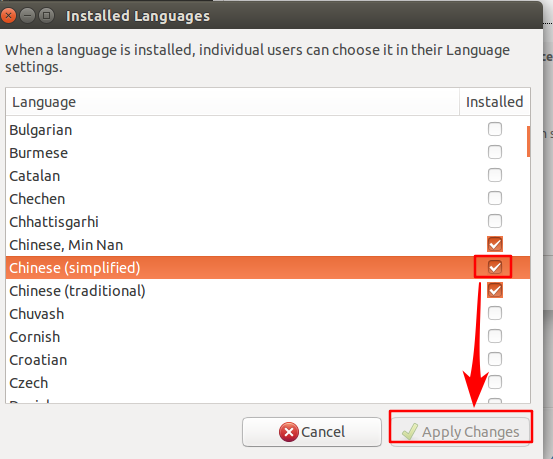 Installed Languages
When a language is installed, individual users can choose it in their Language
settings.
Language Installed
Bulgarian
Burmese
Catalan
Chechen
Chhattisgarhi
Chinese, Min Nan
Chinese (simplified)
Chinese (traditional)
Chuvash
Cornish
Croatian
Czech
Cancel Apply Changes